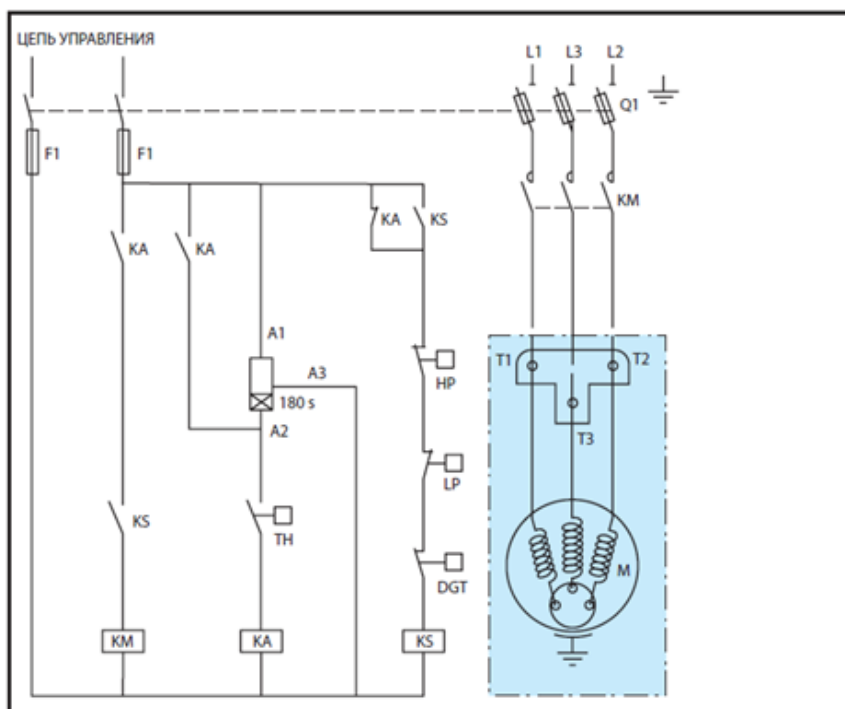 ЦЕПЬ УПРАВЛЕНИЯ
L1 L3 L2
Q1
F1 F1
KM
KA KA KA KS
A1
A3
180 s
A2
HP
T1 T2
T3
LP
KS
TH
DGT
M
KM KA KS